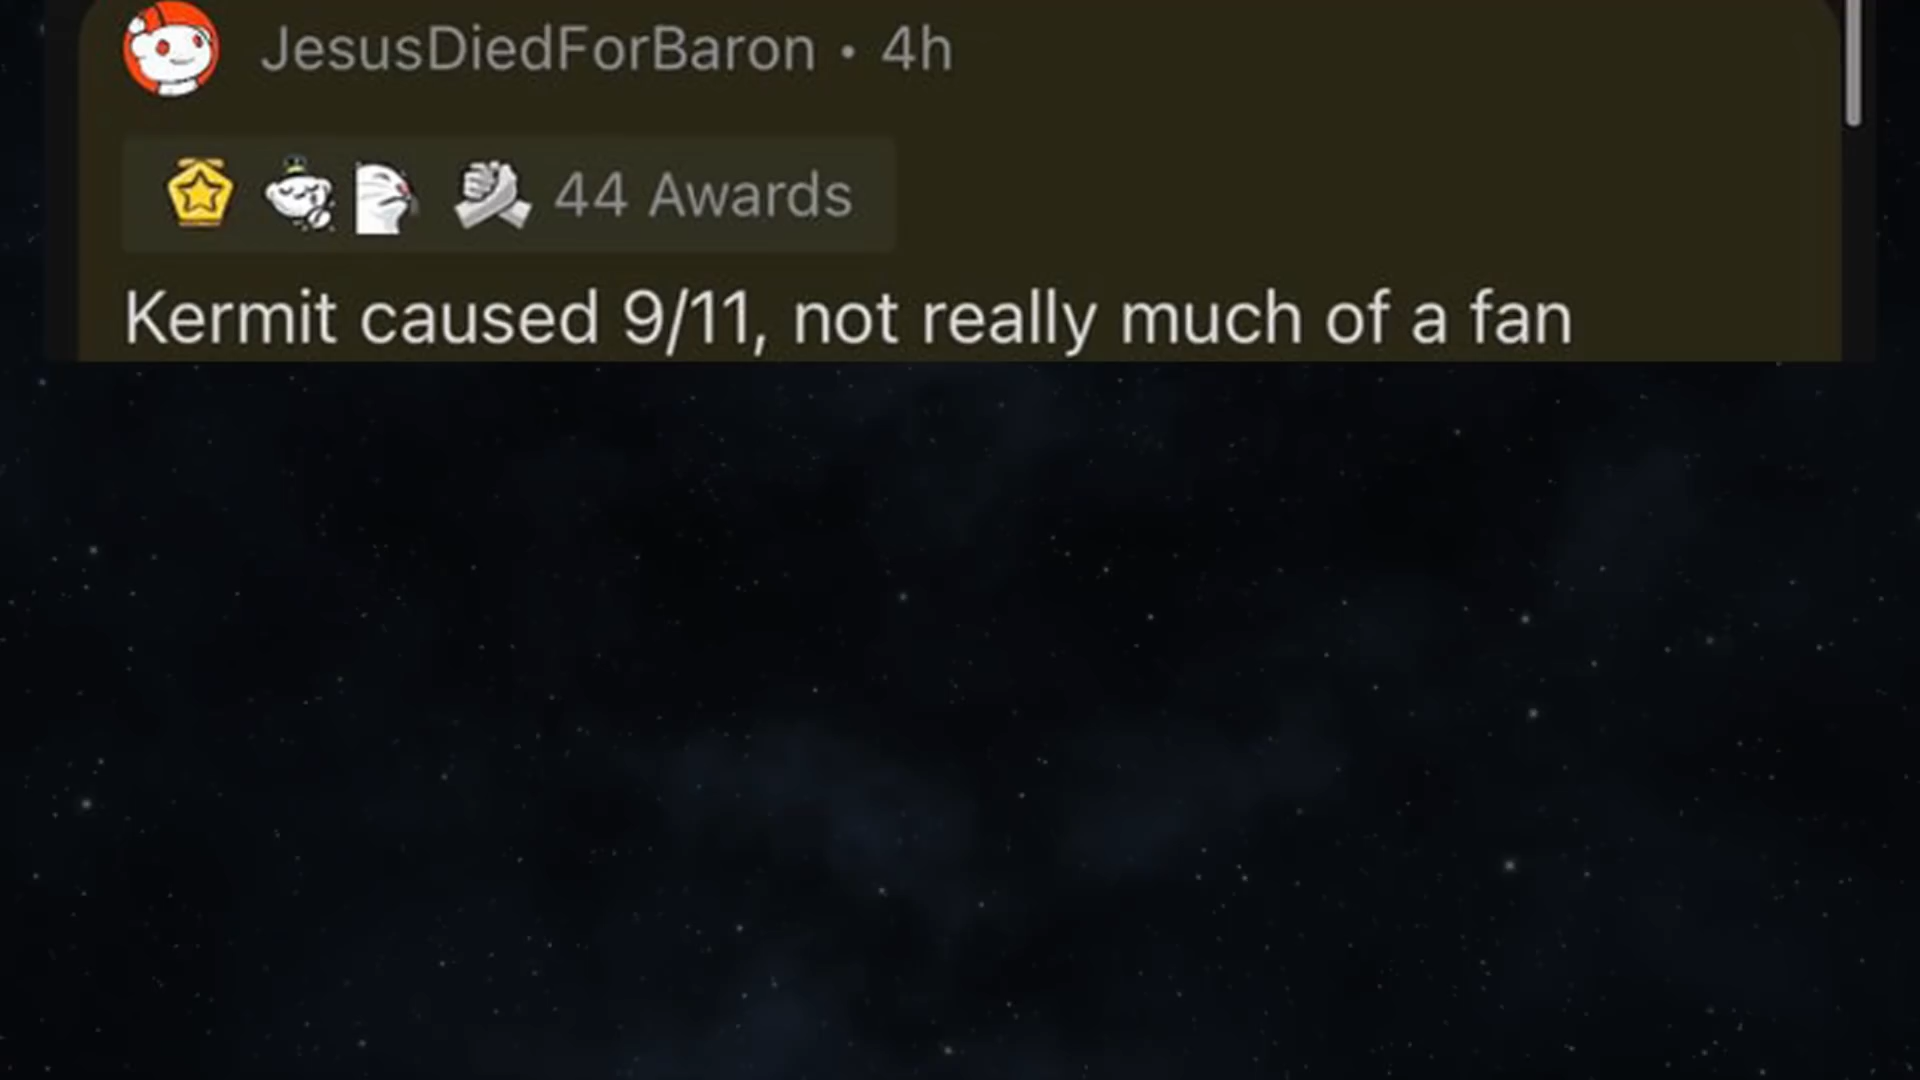 JesusDiedForBaron • 4h
44 Awards
Kermit caused 9/11, not really much of a fan